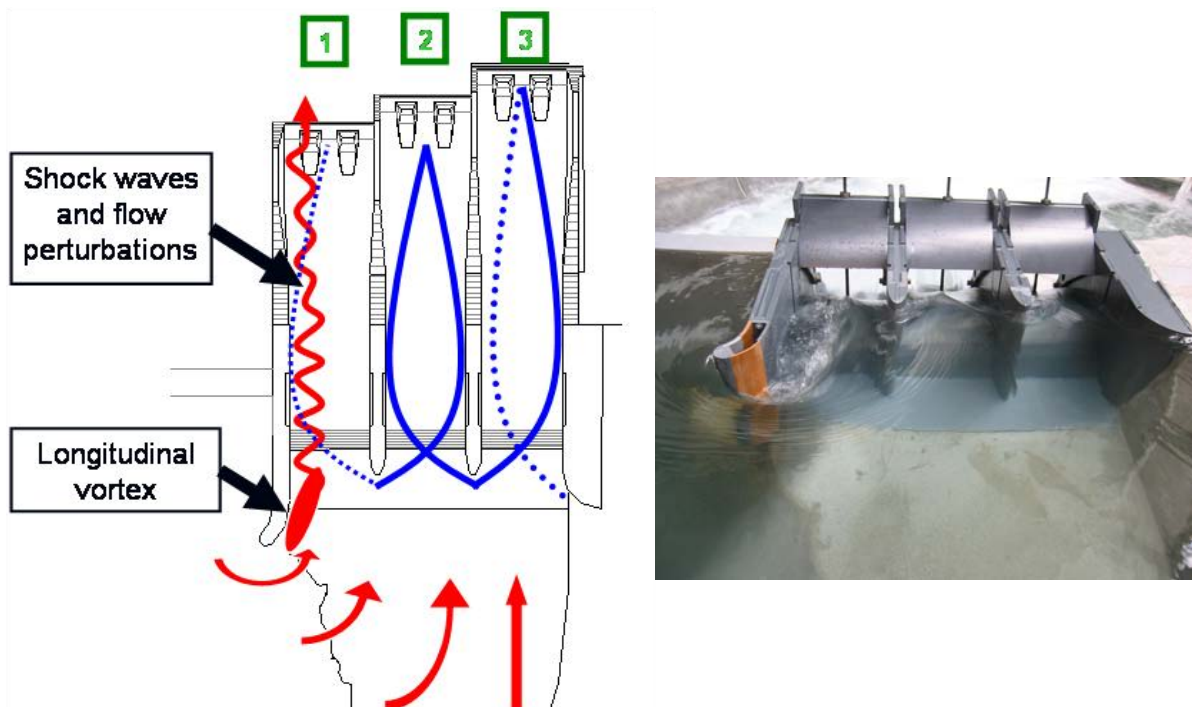 1
2
3
Shock waves
and flow
perturbations
Longitudinal
vortex